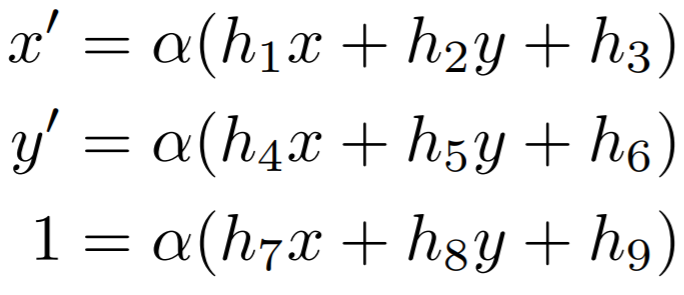 x′ = α(h₁x + h₂y + h₃)
y′ = α(h₄x + h₅y + h₆)
1 = α(h₇x + h₈y + h₉)